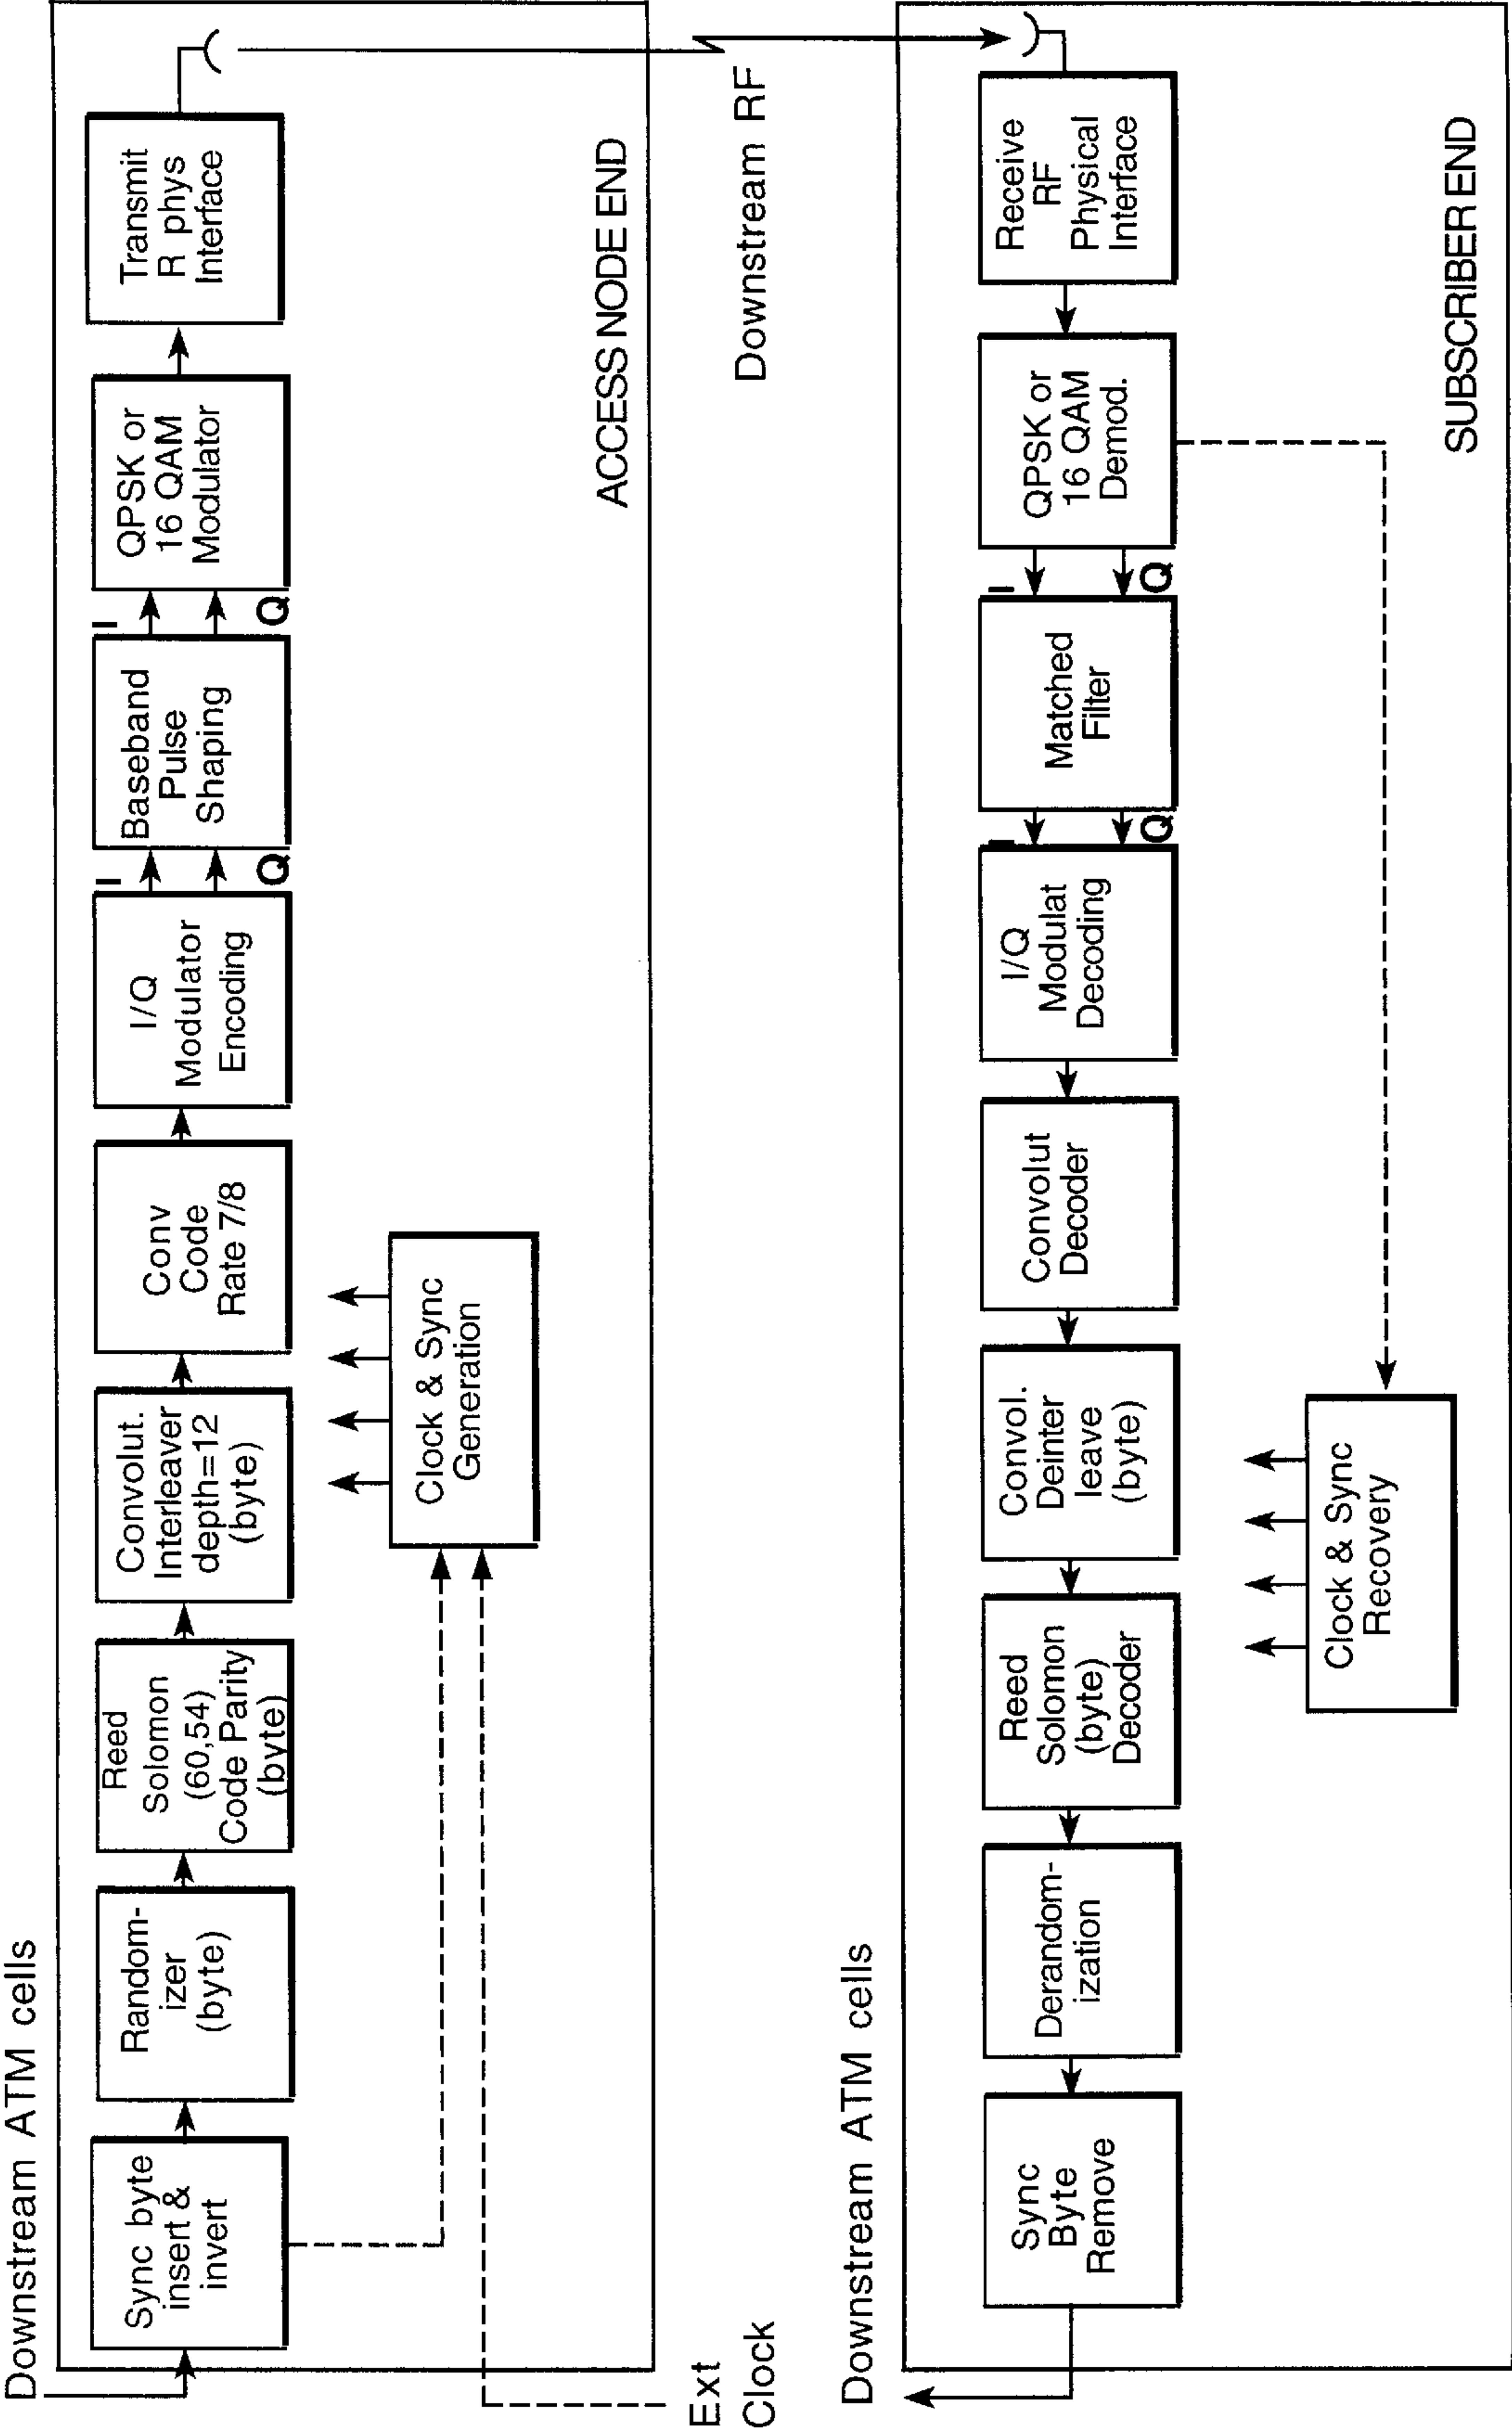 Downstream ATM cells
Sync byte
insert &
invert
Random-
izer
(byte)
Reed
Solomon
(60,54)
Code Parity
(byte)
Convolut.
Interleaver
depth=12
(byte)
Conv
Code
Rate 7/8
I/Q
Modulator
Encoding
I
Q
Baseband
Pulse
Shaping
I
Q
QPSK or
16 QAM
Modulator
Transmit
R phys
Interface
Clock & Sync
Generation
ACCESS NODE END
Ext
Clock
Downstream RF
Downstream ATM cells
Sync
Byte
Remove
Derandom-
ization
Reed
Solomon
(byte)
Decoder
Convol.
Deinter
leave
(byte)
Convolut
Decoder
I/Q
Modulat
Decoding
I
Q
Matched
Filter
I
Q
QPSK or
16 QAM
Demod.
Receive
RF
Physical
Interface
Clock & Sync
Recovery
SUBSCRIBER END